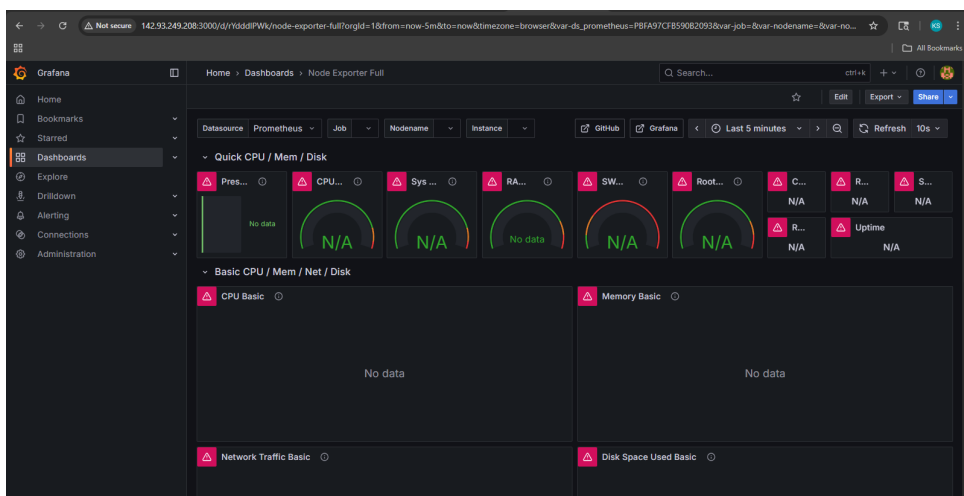 Not secure 142.93.249.208:3000/d/rYdddlPWk/node-exporter-full?orgId=1&from=now-5m&to=now&timezone=browser&var-ds_prometheus=PBFA97CFB590B2093&var-job=&var-nodename=&var-no...
KS
All Bookmarks
Grafana
Home › Dashboards › Node Exporter Full
Search...
ctrl+k
Home
Bookmarks
Starred
Dashboards
Explore
Drilldown
Alerting
Connections
Administration
Edit
Export
Share
Datasource Prometheus
Job
Nodename
Instance
GitHub
Grafana
Last 5 minutes
Refresh 10s
Quick CPU / Mem / Disk
Pres...
No data
CPU...
N/A
Sys ...
N/A
RA...
No data
SW...
N/A
Root...
N/A
C...
N/A
R...
N/A
S...
N/A
R...
N/A
Uptime
N/A
Basic CPU / Mem / Net / Disk
CPU Basic
No data
Memory Basic
No data
Network Traffic Basic
Disk Space Used Basic